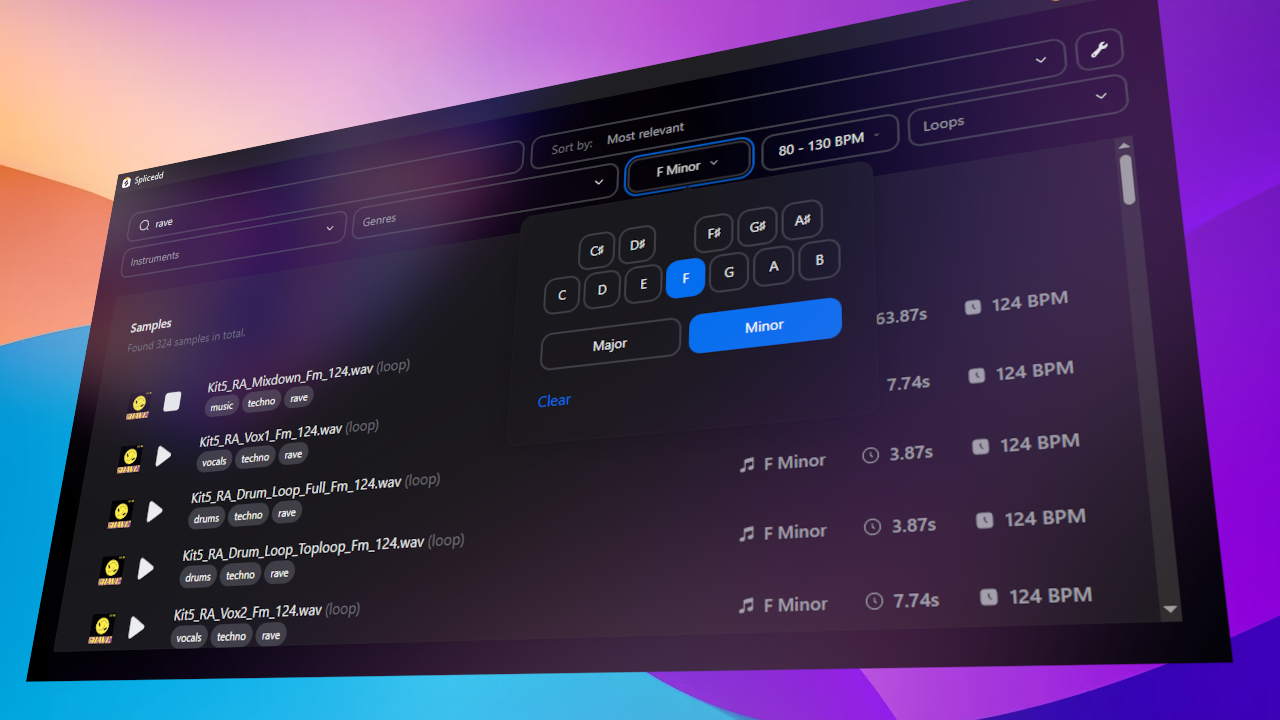 Splicedd
rave
Sort by: Most relevant
Instruments
Genres
F Minor
80 - 130 BPM
Loops
C♯ D♯ F♯ G♯ A♯
C D E F G A B
Major Minor
Clear
Samples
Found 324 samples in total.
Kit5_RA_Mixdown_Fm_124.wav (loop)
music techno rave
63.87s 124 BPM
Kit5_RA_Vox1_Fm_124.wav (loop)
vocals techno rave
7.74s 124 BPM
Kit5_RA_Drum_Loop_Full_Fm_124.wav (loop)
drums techno rave
F Minor 3.87s 124 BPM
Kit5_RA_Drum_Loop_Toploop_Fm_124.wav (loop)
drums techno rave
F Minor 3.87s 124 BPM
Kit5_RA_Vox2_Fm_124.wav (loop)
vocals techno rave
F Minor 7.74s 124 BPM